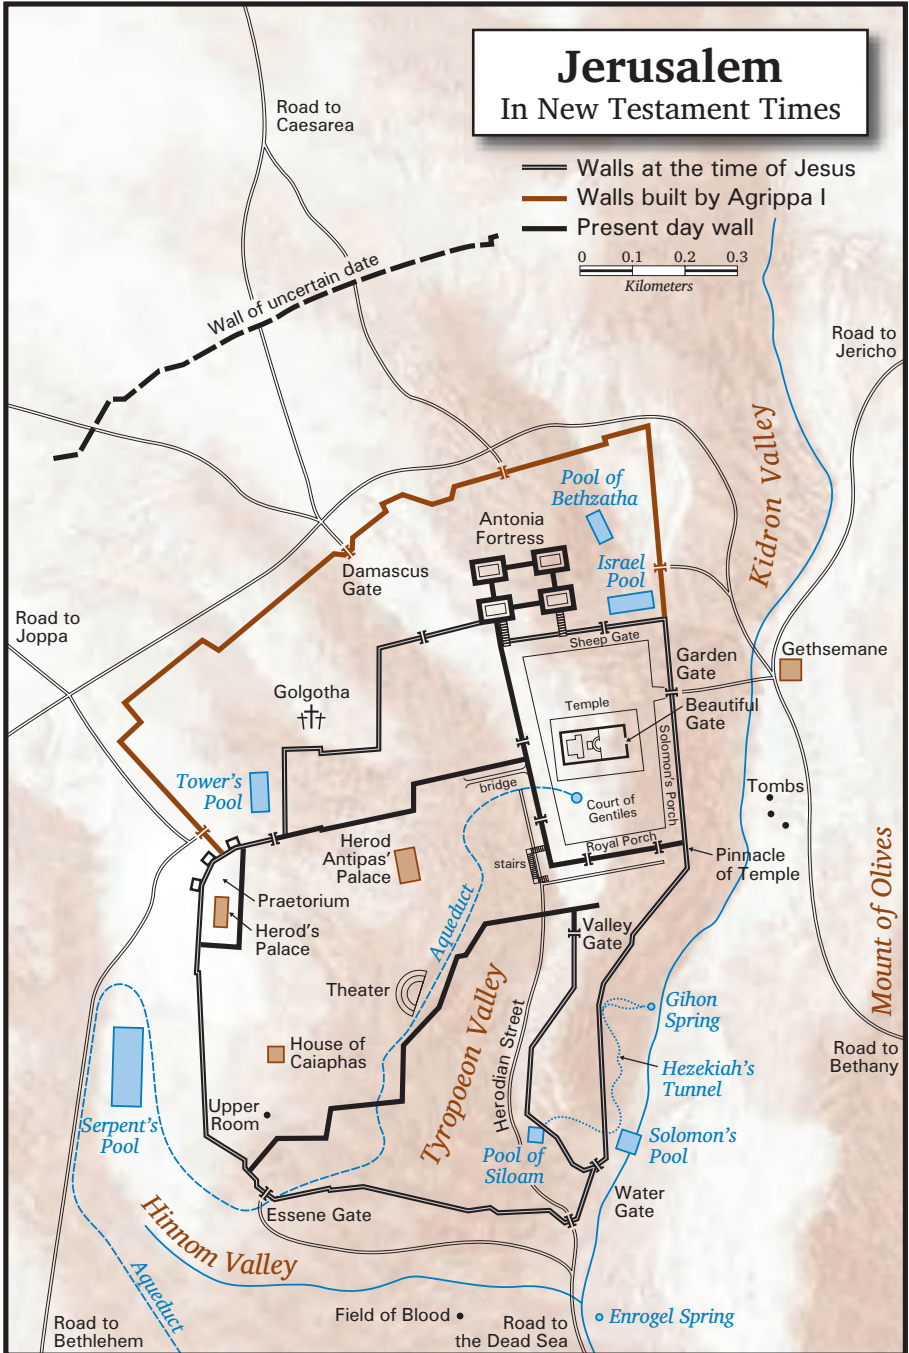 Jerusalem
In New Testament Times
Walls at the time of Jesus
Walls built by Agrippa I
Present day wall
0 0.1 0.2 0.3
Kilometers
Road to
Caesarea
Wall of uncertain date
Road to
Jericho
Kidron Valley
Pool of
Bethzatha
Antonia
Fortress
Israel
Pool
Damascus
Gate
Road to
Joppa
Sheep Gate
Garden
Gate
Gethsemane
Golgotha
Temple
Beautiful
Gate
Solomon's Porch
Tower's
Pool
bridge
Court of
Gentiles
Tombs
Herod
Antipas'
Palace
Royal Porch
stairs
Pinnacle
of Temple
Mount of Olives
Praetorium
Herod's
Palace
Aqueduct
Valley
Gate
Theater
Tyropoeon Valley
Herodian Street
Gihon
Spring
House of
Caiaphas
Road to
Bethany
Hezekiah's
Tunnel
Upper
Room
Serpent's
Pool
Pool of
Siloam
Solomon's
Pool
Water
Gate
Essene Gate
Hinnom Valley
Aqueduct
Road to
Bethlehem
Field of Blood
Road to
the Dead Sea
Enrogel Spring